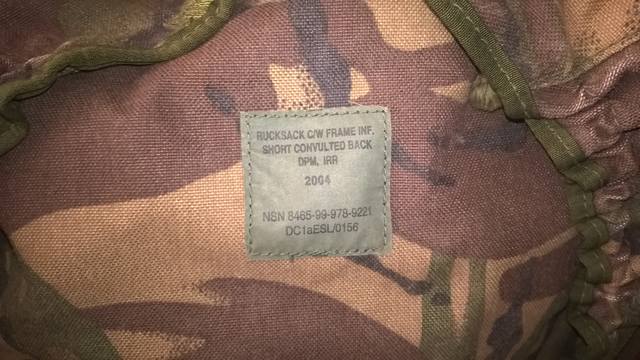 RUCKSACK C/W FRAME INF.
SHORT CONVULTED BACK
DPM, IRR
2004
NSN 8465-99-978-9221
DC1aESL/0156